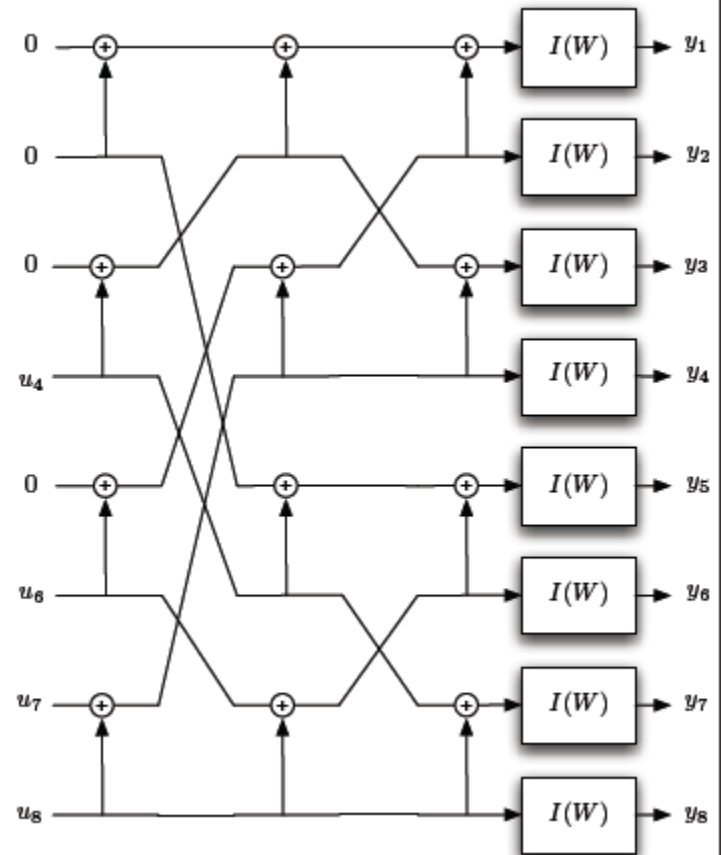 0 I(W) y₁
0 I(W) y₂
0 I(W) y₃
u₄ I(W) y₄
0 I(W) y₅
u₆ I(W) y₆
u₇ I(W) y₇
u₈ I(W) y₈